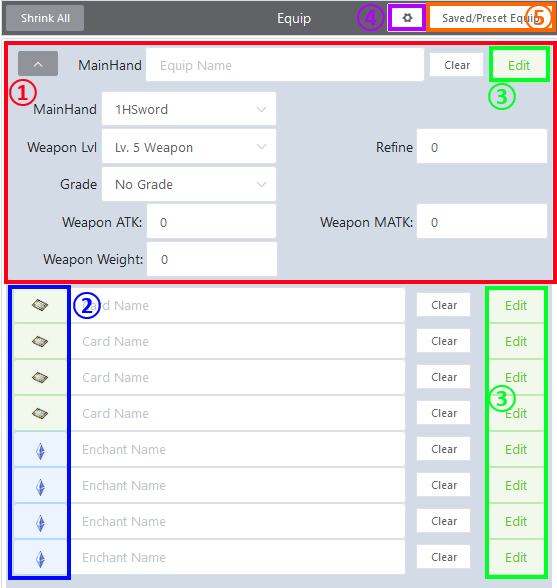 Shrink All Equip ④ Saved/Preset Equip ⑤
MainHand Equip Name Clear Edit
① ③
MainHand 1HSword
Weapon Lvl Lv. 5 Weapon Refine 0
Grade No Grade
Weapon ATK: 0 Weapon MATK: 0
Weapon Weight: 0
② Card Name Clear Edit
Card Name Clear Edit
Card Name Clear Edit
Card Name Clear Edit ③
Enchant Name Clear Edit
Enchant Name Clear Edit
Enchant Name Clear Edit
Enchant Name Clear Edit